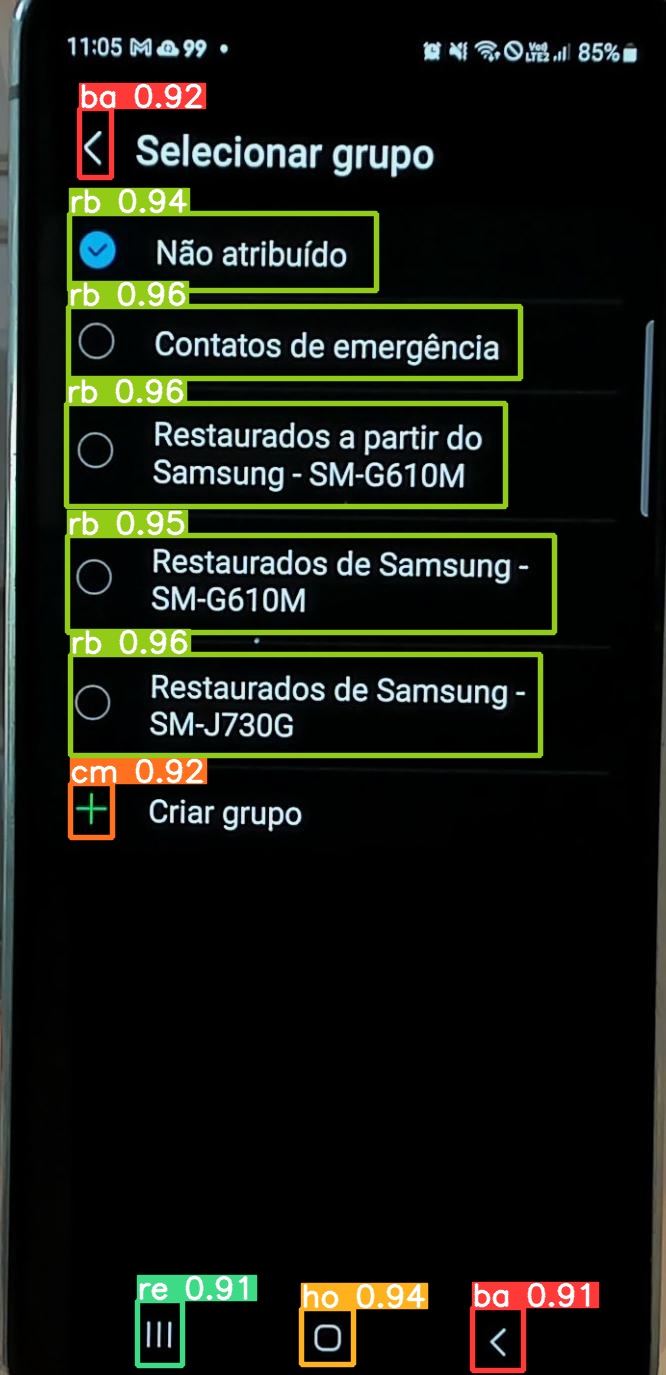 11:05 99 85%
ba 0.92
Selecionar grupo
rb 0.94
Não atribuído
rb 0.96
Contatos de emergência
rb 0.96
Restaurados a partir do
Samsung - SM-G610M
rb 0.95
Restaurados de Samsung -
SM-G610M
rb 0.96
Restaurados de Samsung -
SM-J730G
cm 0.92
Criar grupo
re 0.91
ho 0.94
ba 0.91